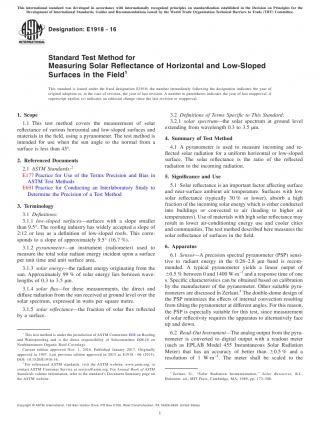 This international standard was developed in accordance with internationally recognized principles on standardization established in the Decision on Principles for the
Development of International Standards, Guides and Recommendations issued by the World Trade Organization Technical Barriers to Trade (TBT) Committee.
Designation: E1918 − 16
Standard Test Method for
Measuring Solar Reflectance of Horizontal and Low-Sloped
Surfaces in the Field¹
This standard is issued under the fixed designation E1918; the number immediately following the designation indicates the year of
original adoption or, in the case of revision, the year of last revision. A number in parentheses indicates the year of last reapproval. A
superscript epsilon (ε) indicates an editorial change since the last revision or reapproval.
1. Scope
1.1 This test method covers the measurement of solar
reflectance of various horizontal and low-sloped surfaces and
materials in the field, using a pyranometer. The test method is
intended for use when the sun angle to the normal from a
surface is less than 45°.
2. Referenced Documents
2.1 ASTM Standards:²
E177 Practice for Use of the Terms Precision and Bias in
ASTM Test Methods
E691 Practice for Conducting an Interlaboratory Study to
Determine the Precision of a Test Method
3. Terminology
3.1 Definitions:
3.1.1 low-sloped surfaces—surfaces with a slope smaller
than 9.5°. The roofing industry has widely accepted a slope of
2:12 or less as a definition of low-sloped roofs. This corre-
sponds to a slope of approximately 9.5° (16.7 %).
3.1.2 pyranometer—an instrument (radiometer) used to
measure the total solar radiant energy incident upon a surface
per unit time and unit surface area.
3.1.3 solar energy—the radiant energy originating from the
sun. Approximately 99 % of solar energy lies between wave-
lengths of 0.3 to 3.5 µm.
3.1.4 solar flux—for these measurements, the direct and
diffuse radiation from the sun received at ground level over the
solar spectrum, expressed in watts per square metre.
3.1.5 solar reflectance—the fraction of solar flux reflected
by a surface.
¹ This test method is under the jurisdiction of ASTM Committee D08 on Roofing
and Waterproofing and is the direct responsibility of Subcommittee D08.18 on
Nonbituminous Organic Roof Coverings.
Current edition approved Nov. 1, 2016. Published January 2017. Originally
approved in 1997. Last previous edition approved in 2015 as E1918 – 06 (2015).
DOI: 10.1520/E1918-16.
² For referenced ASTM standards, visit the ASTM website, www.astm.org, or
contact ASTM Customer Service at service@astm.org. For Annual Book of ASTM
Standards volume information, refer to the standard's Document Summary page on
the ASTM website.
3.2 Definitions of Terms Specific to This Standard:
3.2.1 solar spectrum—the solar spectrum at ground level
extending from wavelength 0.3 to 3.5 µm.
4. Summary of Test Method
4.1 A pyranometer is used to measure incoming and re-
flected solar radiation for a uniform horizontal or low-sloped
surface. The solar reflectance is the ratio of the reflected
radiation to the incoming radiation.
5. Significance and Use
5.1 Solar reflectance is an important factor affecting surface
and near-surface ambient air temperature. Surfaces with low
solar reflectance (typically 30 % or lower), absorb a high
fraction of the incoming solar energy which is either conducted
into buildings or convected to air (leading to higher air
temperatures). Use of materials with high solar reflectance may
result in lower air-conditioning energy use and cooler cities
and communities. The test method described here measures the
solar reflectance of surfaces in the field.
6. Apparatus
6.1 Sensor—A precision spectral pyranometer (PSP) sensi-
tive to radiant energy in the 0.28–2.8 µm band is recom-
mended. A typical pyranometer yields a linear output of
±0.5 % between 0 and 1400 W·m⁻² and a response time of one
s. Specific characteristics can be obtained based on calibration
by the manufacturer of the pyranometer. Other suitable pyra-
nometers are discussed in Zerlaut.³ The double-dome design of
the PSP minimizes the effects of internal convection resulting
from tilting the pyranometer at different angles. For this reason,
the PSP is especially suitable for this test, since measurement
of solar reflectivity requires the apparatus to alternatively face
up and down.
6.2 Read-Out Instrument—The analog output from the pyra-
nometer is converted to digital output with a readout meter
(such as EPLAB Model 455 Instantaneous Solar Radiation
Meter) that has an accuracy of better than ±0.5 % and a
resolution of 1 W·m⁻². The meter shall be scaled to the
³ Zerlaut, G., "Solar Radiation Instrumentation," Solar Resources, R.L.
Hulstrom, ed., MIT Press, Cambridge, MA, 1989, pp. 173–308.
1